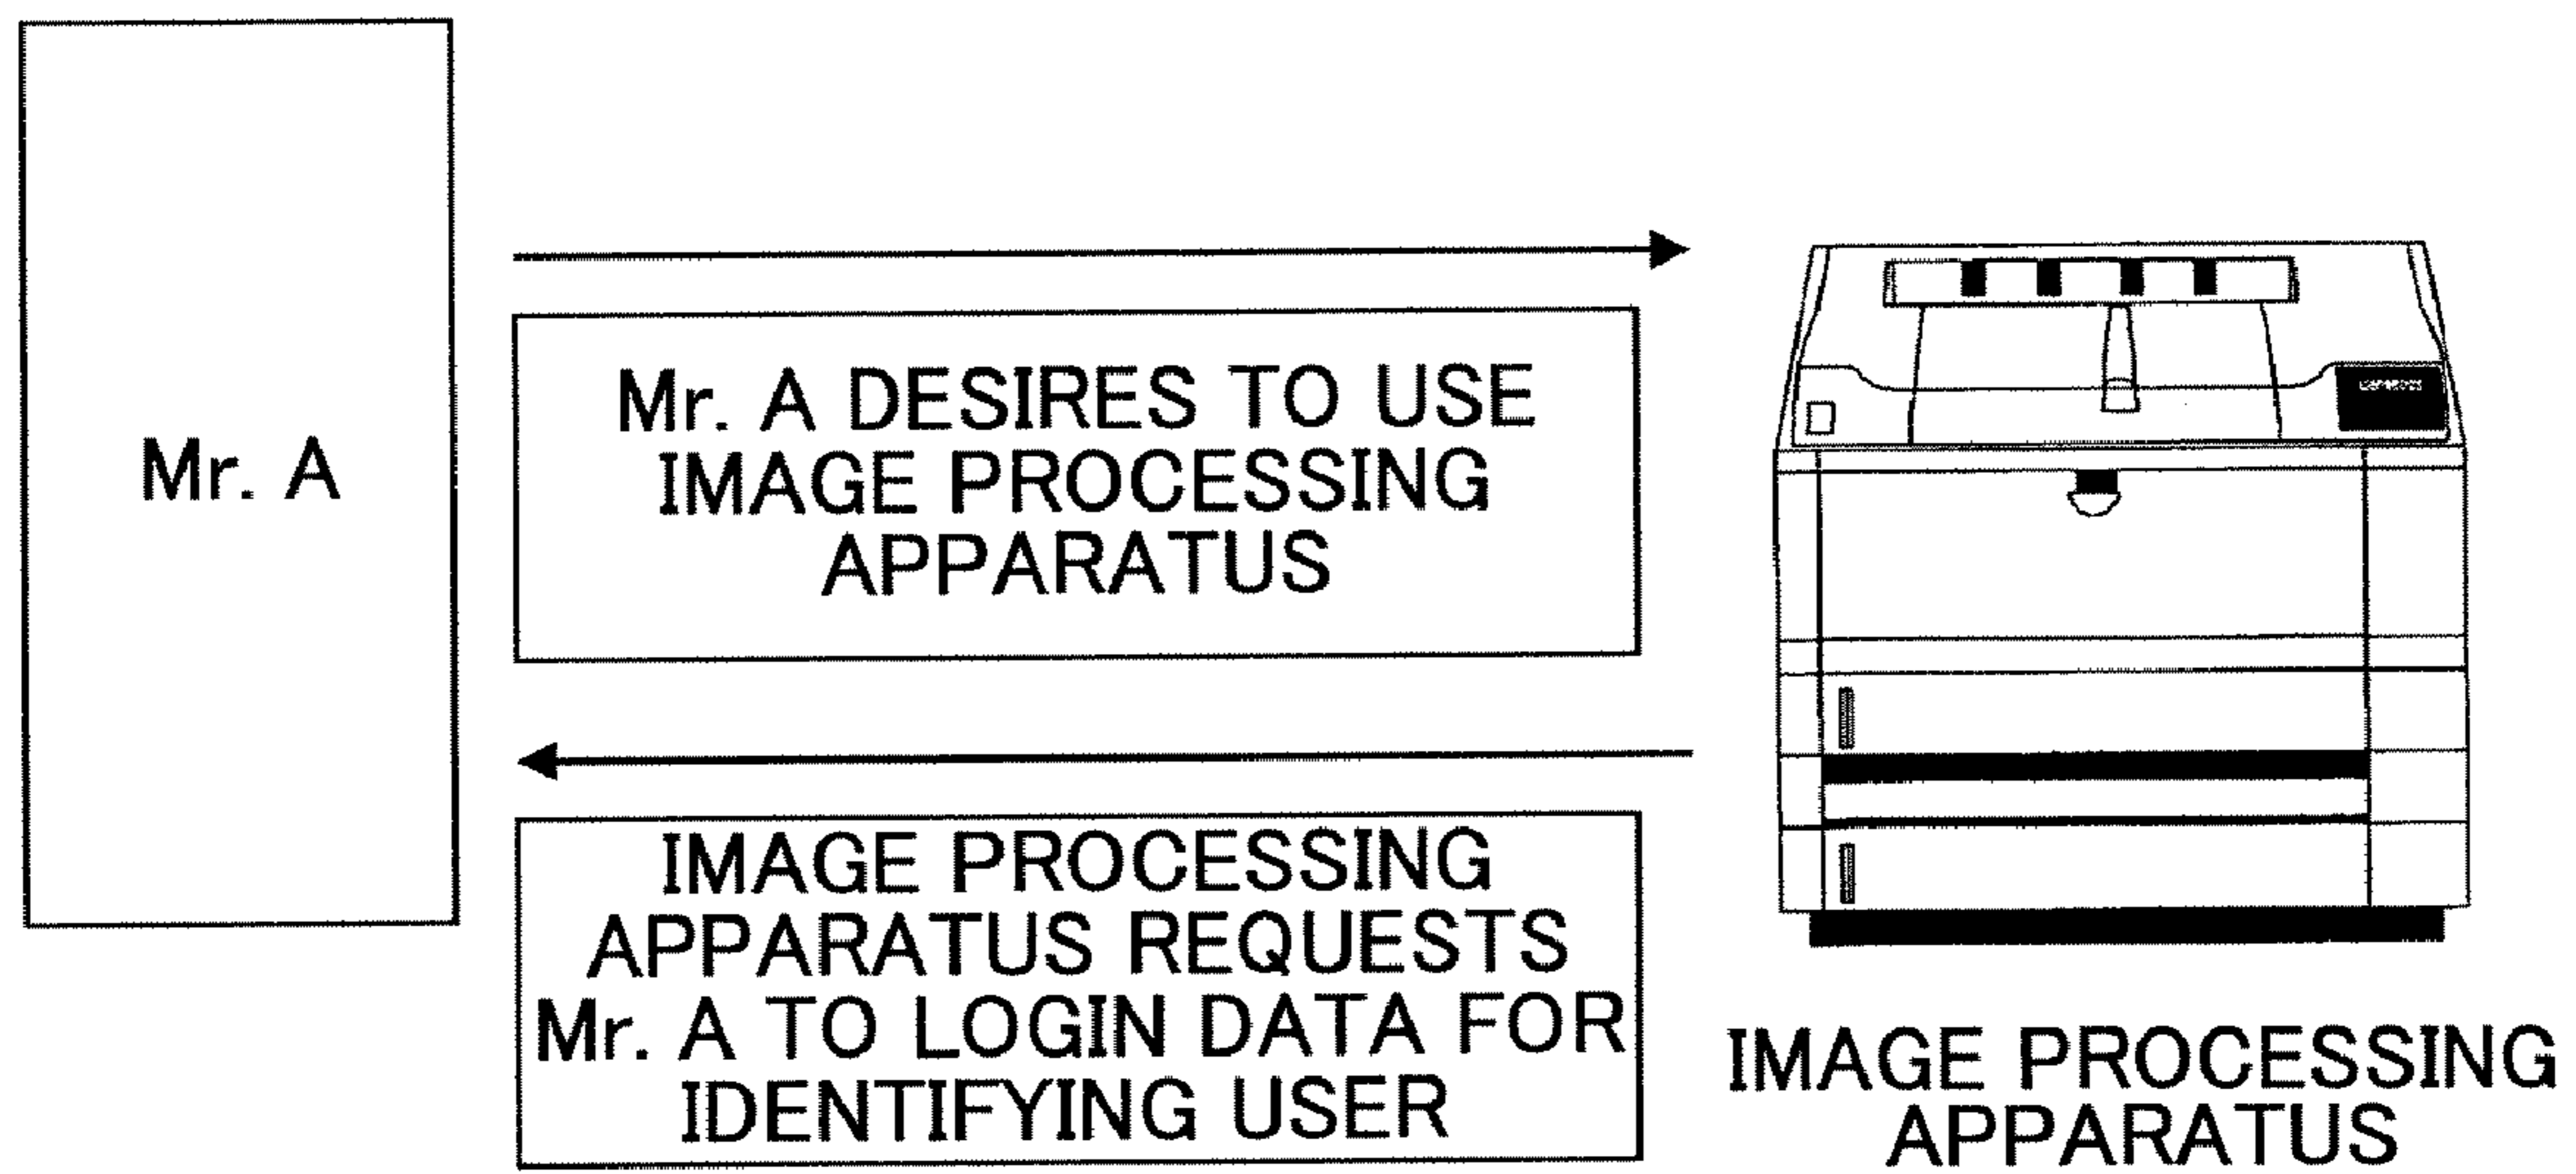 Mr. A
Mr. A DESIRES TO USE
IMAGE PROCESSING
APPARATUS
IMAGE PROCESSING
APPARATUS REQUESTS
Mr. A TO LOGIN DATA FOR
IDENTIFYING USER
IMAGE PROCESSING
APPARATUS